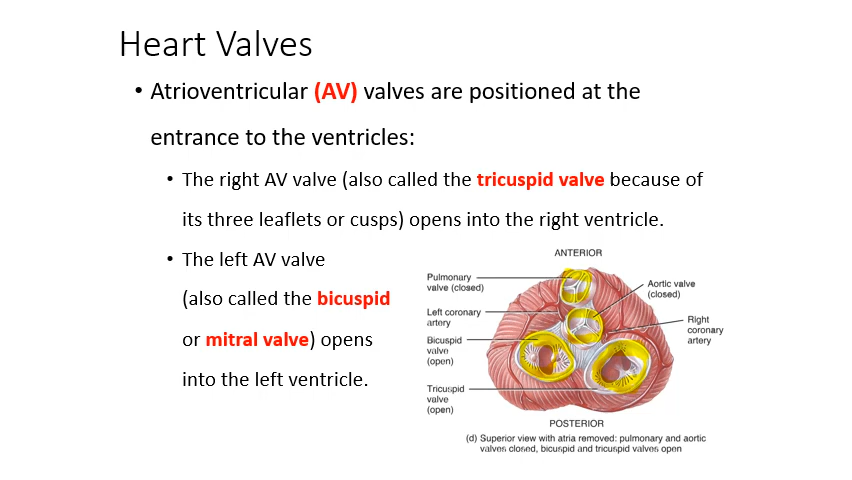 Heart Valves
• Atrioventricular (AV) valves are positioned at the
entrance to the ventricles:
• The right AV valve (also called the tricuspid valve because of
its three leaflets or cusps) opens into the right ventricle.
• The left AV valve
(also called the bicuspid
or mitral valve) opens
into the left ventricle.
ANTERIOR
Pulmonary
valve (closed)
Left coronary
artery
Bicuspid
valve
(open)
Tricuspid
valve
(open)
Aortic valve
(closed)
Right
coronary
artery
POSTERIOR
(d) Superior view with atria removed: pulmonary and aortic
valves closed, bicuspid and tricuspid valves open